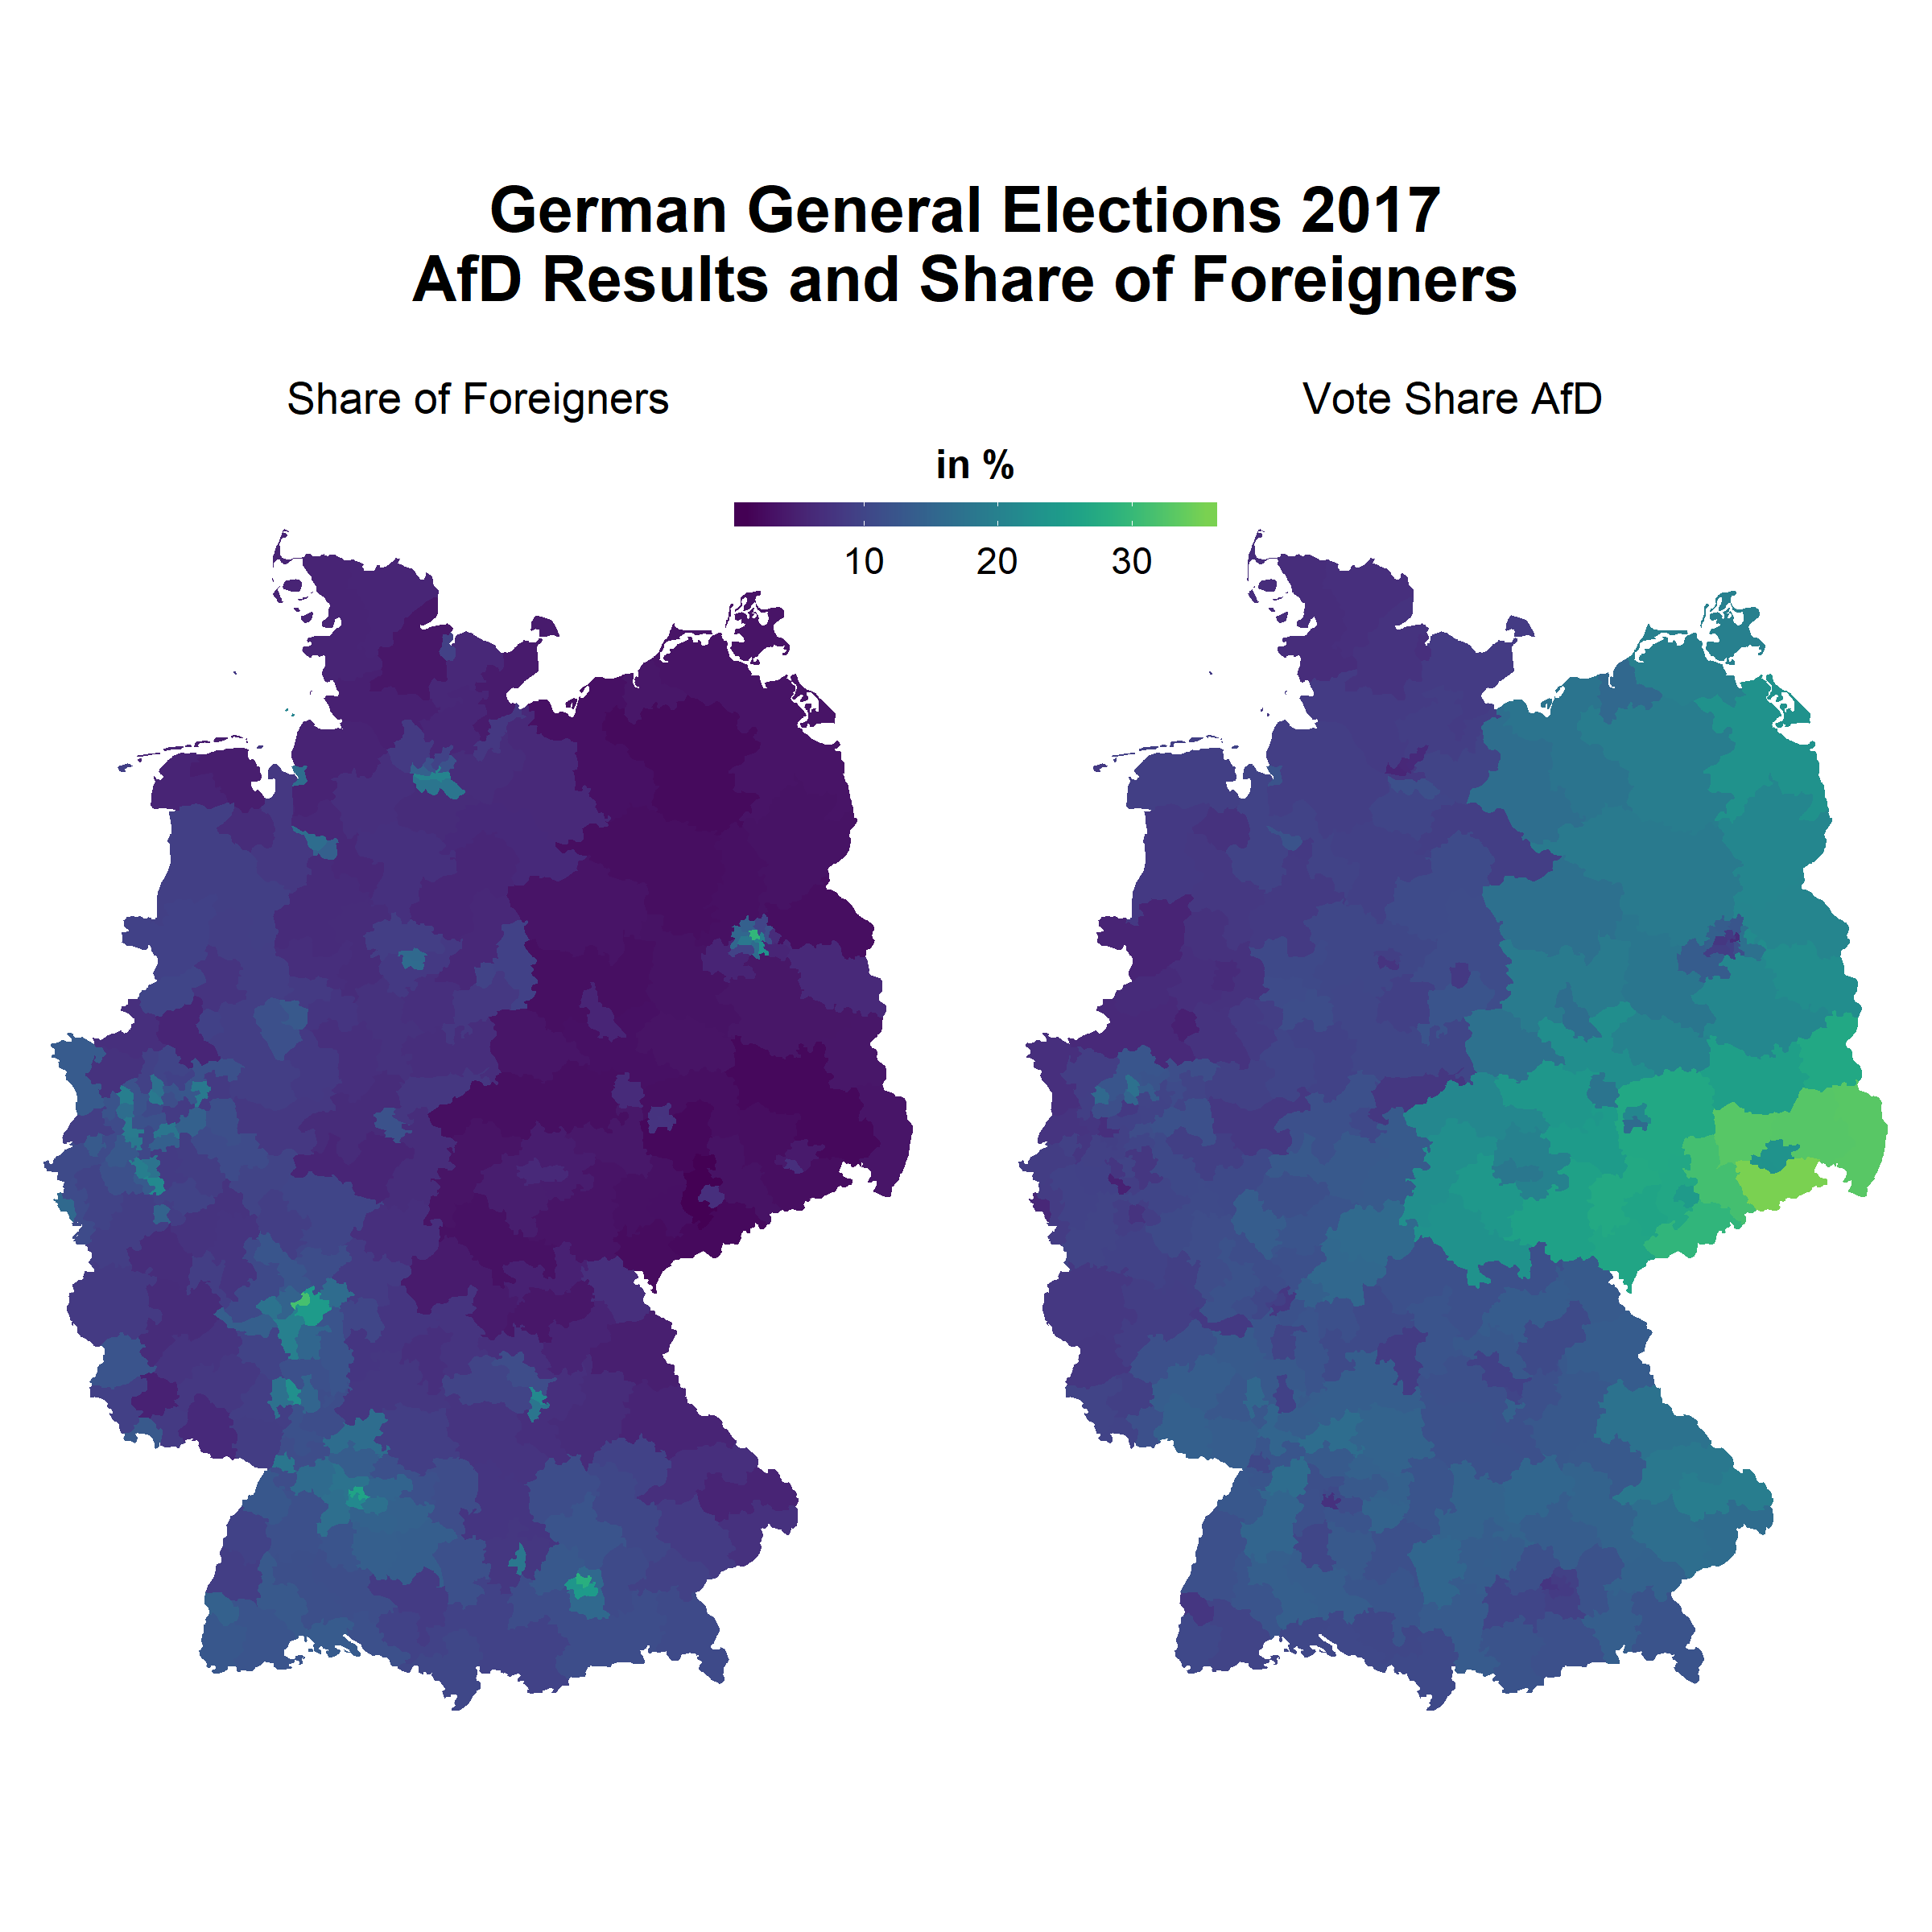 German General Elections 2017
AfD Results and Share of Foreigners
Share of Foreigners
Vote Share AfD
in %
10 20 30